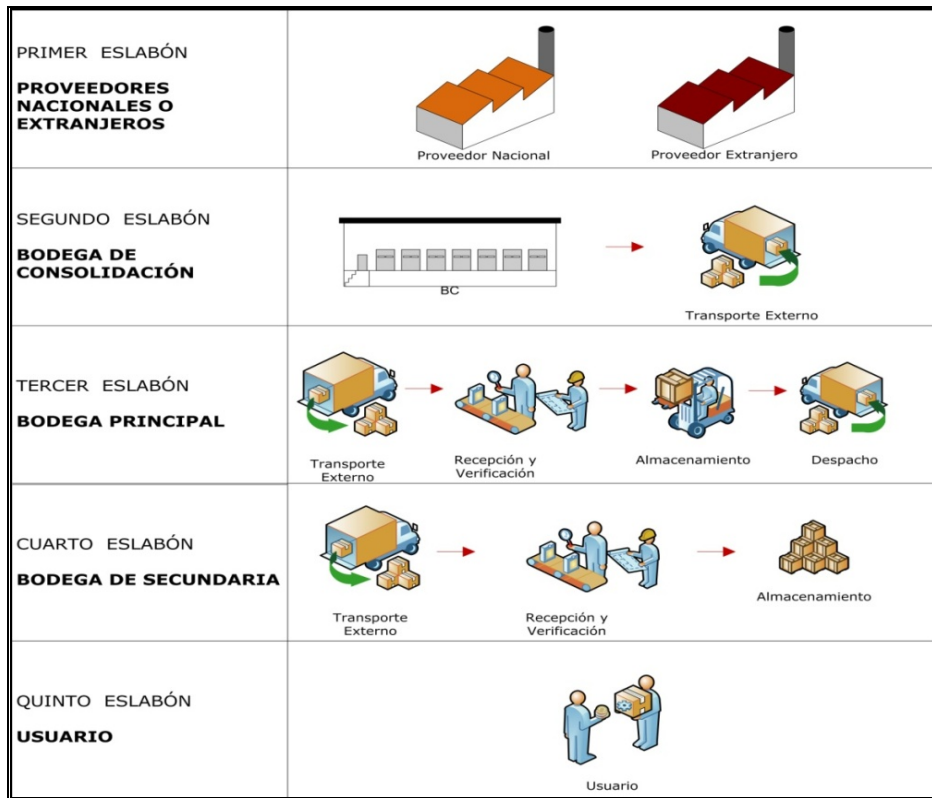 PRIMER ESLABÓN
PROVEEDORES
NACIONALES O
EXTRANJEROS
Proveedor Nacional
Proveedor Extranjero
SEGUNDO ESLABÓN
BODEGA DE
CONSOLIDACIÓN
BC
Transporte Externo
TERCER ESLABÓN
BODEGA PRINCIPAL
Transporte
Externo
Recepción y
Verificación
Almacenamiento
Despacho
CUARTO ESLABÓN
BODEGA DE SECUNDARIA
Transporte
Externo
Recepción y
Verificación
Almacenamiento
QUINTO ESLABÓN
USUARIO
Usuario